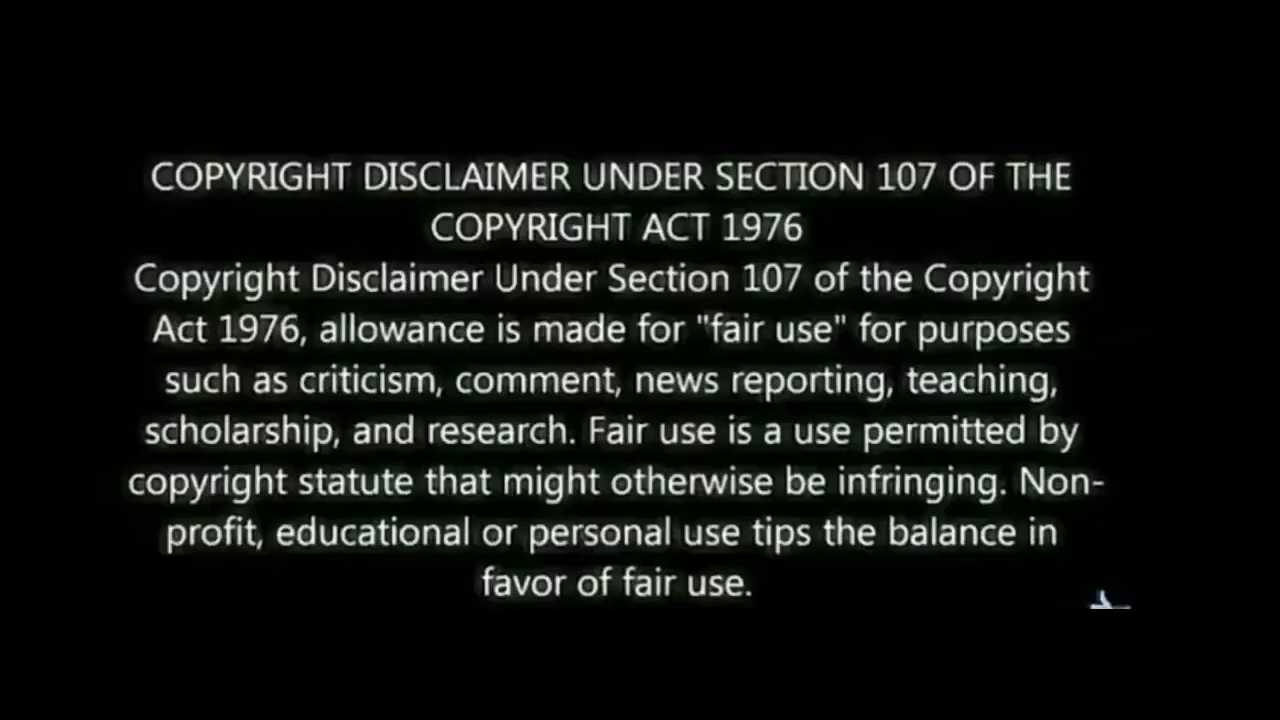 COPYRIGHT DISCLAIMER UNDER SECTION 107 OF THE
COPYRIGHT ACT 1976
Copyright Disclaimer Under Section 107 of the Copyright
Act 1976, allowance is made for "fair use" for purposes
such as criticism, comment, news reporting, teaching,
scholarship, and research. Fair use is a use permitted by
copyright statute that might otherwise be infringing. Non-
profit, educational or personal use tips the balance in
favor of fair use.